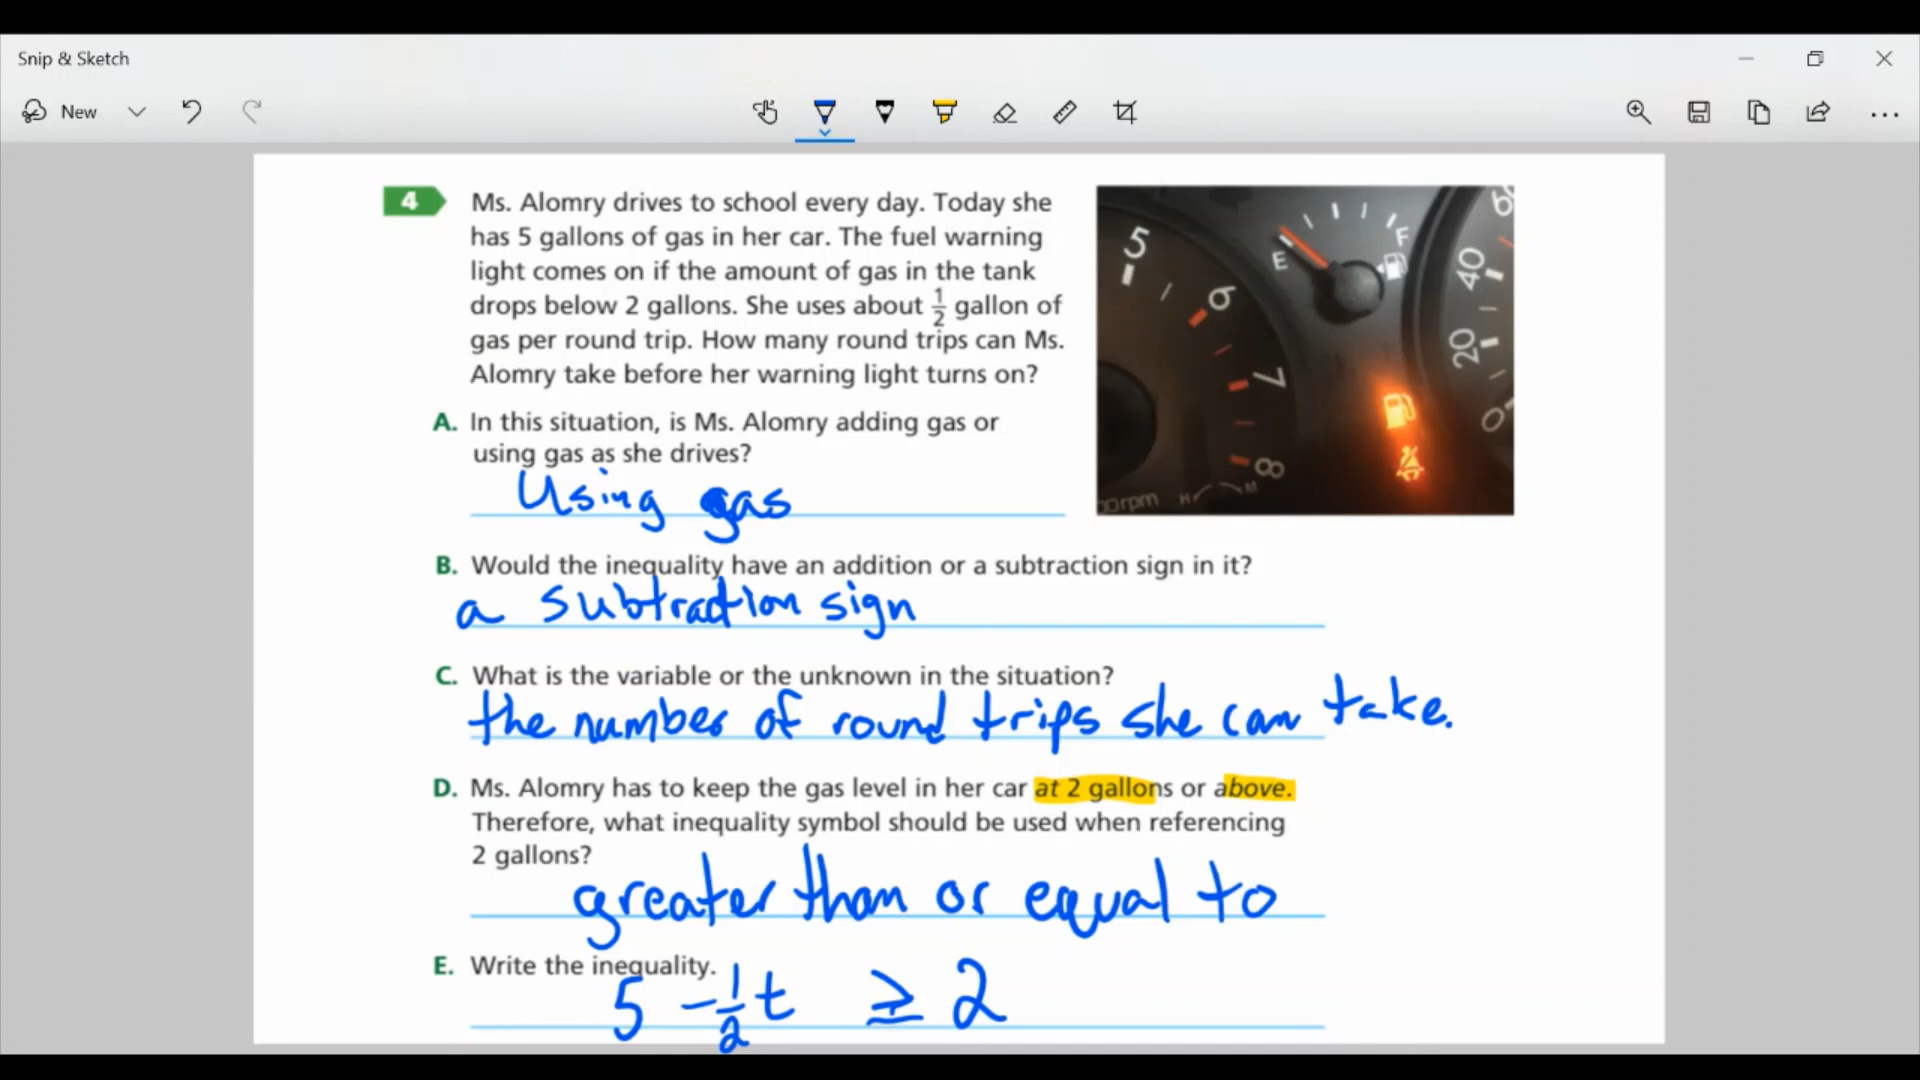 Snip & Sketch
New
4
Ms. Alomry drives to school every day. Today she
has 5 gallons of gas in her car. The fuel warning
light comes on if the amount of gas in the tank
drops below 2 gallons. She uses about 1/2 gallon of
gas per round trip. How many round trips can Ms.
Alomry take before her warning light turns on?
5
6
7
8
E
F
60
40
20
0
H
M
rpm
A. In this situation, is Ms. Alomry adding gas or
using gas as she drives?
Using gas
B. Would the inequality have an addition or a subtraction sign in it?
a subtraction sign
C. What is the variable or the unknown in the situation?
the number of round trips she can take.
D. Ms. Alomry has to keep the gas level in her car at 2 gallons or above.
Therefore, what inequality symbol should be used when referencing
2 gallons?
greater than or equal to
E. Write the inequality.
5 - 1/2 t ≥ 2